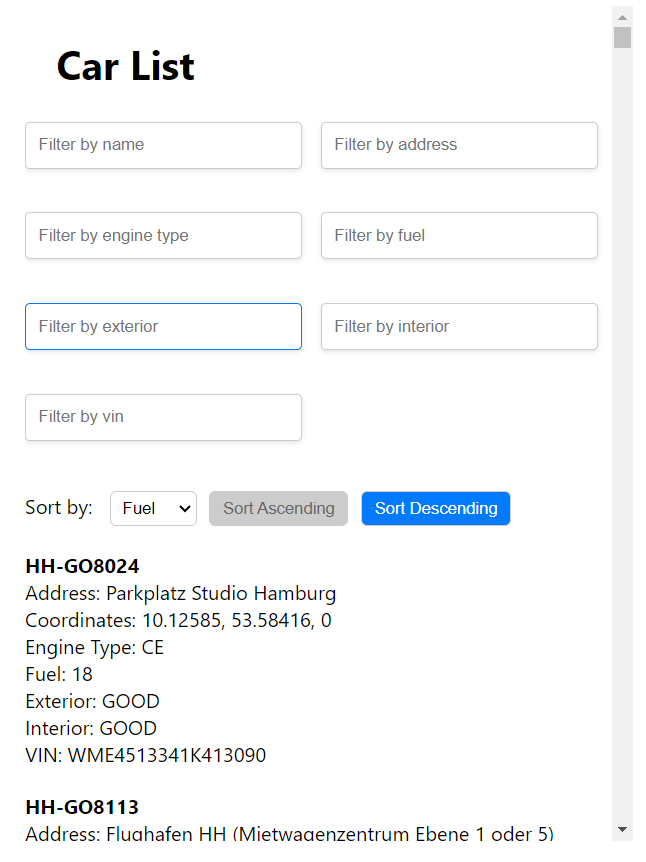 Car List
Filter by name
Filter by address
Filter by engine type
Filter by fuel
Filter by exterior
Filter by interior
Filter by vin
Sort by: Fuel Sort Ascending Sort Descending
HH-GO8024
Address: Parkplatz Studio Hamburg
Coordinates: 10.12585, 53.58416, 0
Engine Type: CE
Fuel: 18
Exterior: GOOD
Interior: GOOD
VIN: WME4513341K413090
HH-GO8113
Address: Flughafen HH (Mietwagenzentrum Ebene 1 oder 5)